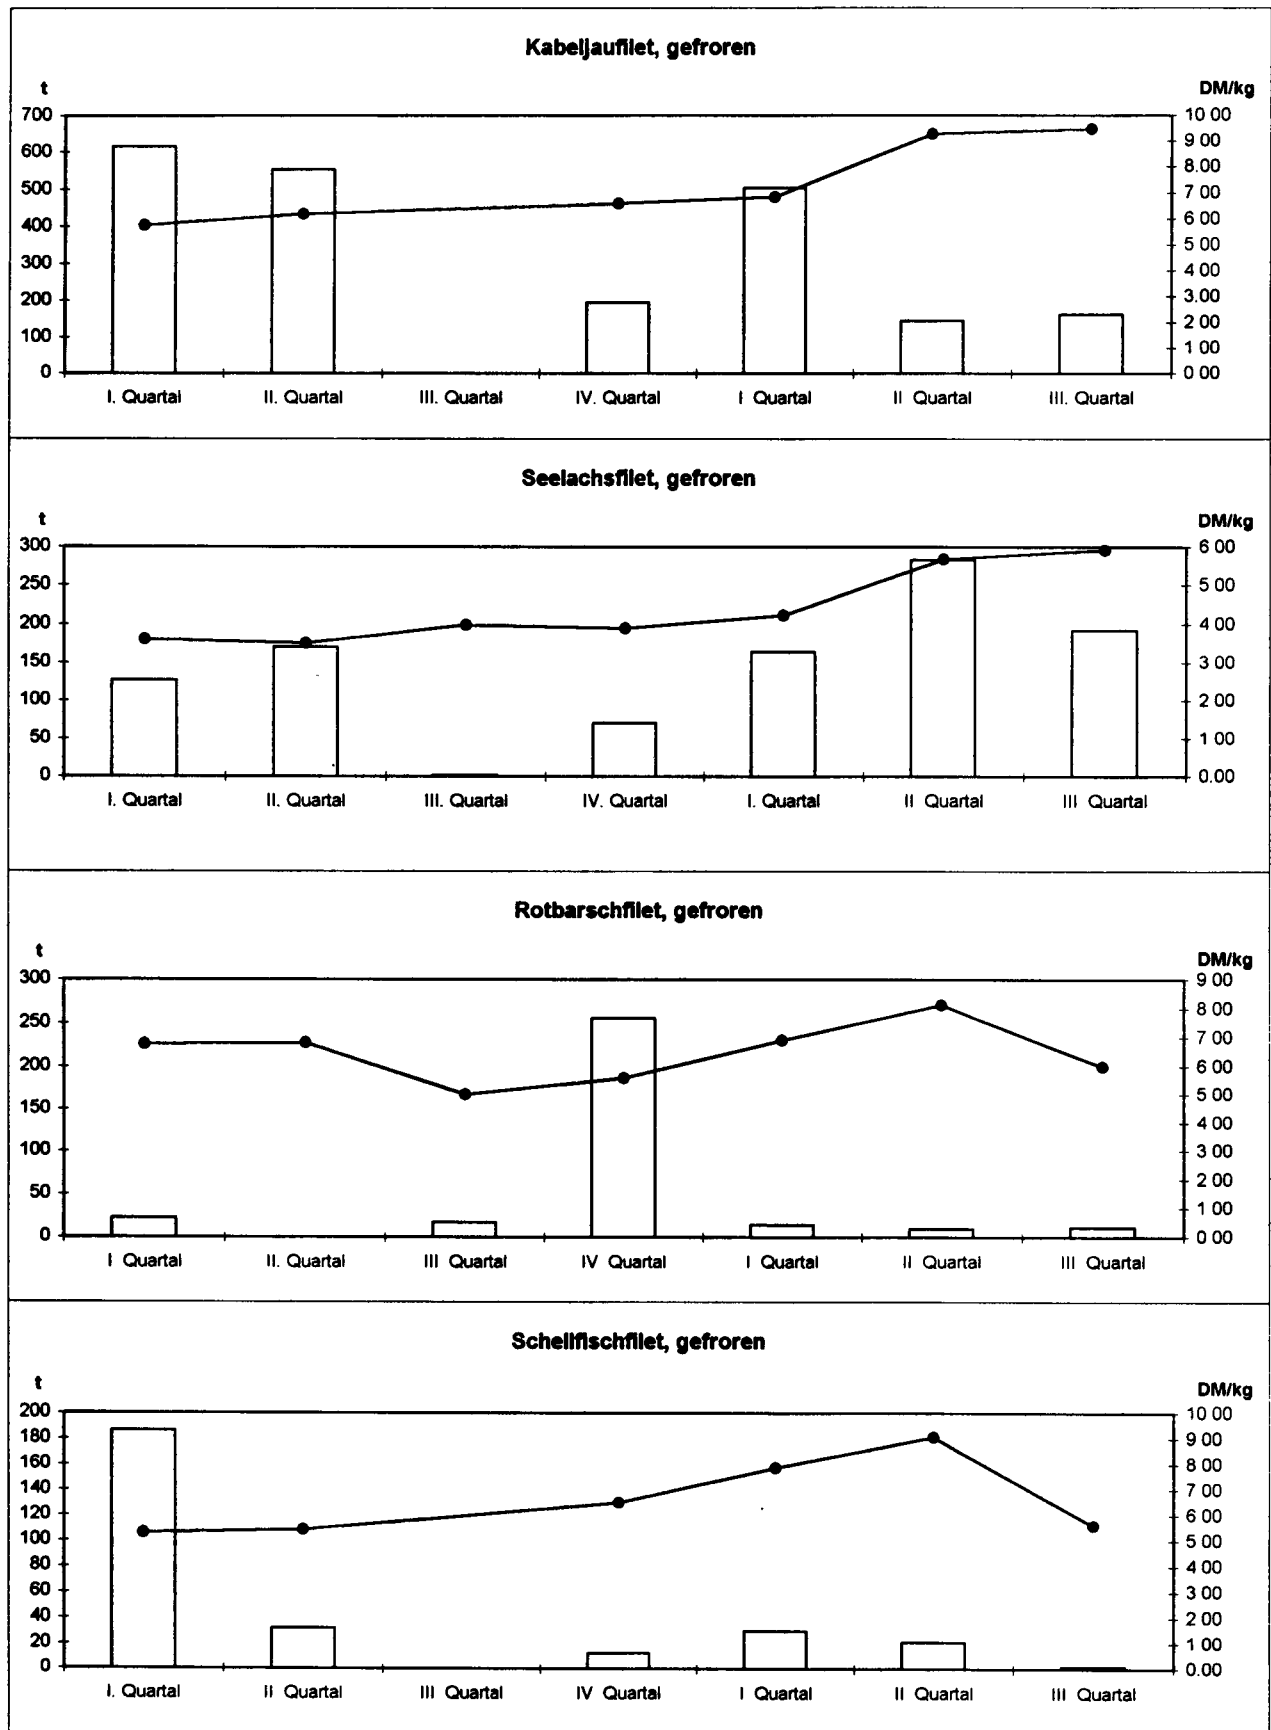 Kabeljaufilet, gefroren
t DM/kg
700 10 00
600 9 00
500 8 00
400 7 00
300 6 00
200 5 00
100 4 00
0 3 00
2 00
1 00
0 00
I. Quartal II. Quartal III. Quartal IV. Quartal I Quartal II Quartal III. Quartal
Seelachsfilet, gefroren
t DM/kg
300 6 00
250 5 00
200 4 00
150 3 00
100 2 00
50 1 00
0 0.00
I. Quartal II. Quartal III. Quartal IV. Quartal I. Quartal II Quartal III Quartal
Rotbarschfilet, gefroren
t DM/kg
300 9 00
250 8 00
200 7 00
150 6 00
100 5 00
50 4 00
0 3 00
2 00
1 00
0 00
I Quartal II. Quartal III Quartal IV Quartal I Quartal II Quartal III Quartal
Schellfischfilet, gefroren
t DM/kg
200 10 00
180 9 00
160 8 00
140 7 00
120 6 00
100 5 00
80 4 00
60 3 00
40 2 00
20 1 00
0 0.00
I. Quartal II Quartal III Quartal IV Quartal I Quartal II Quartal III Quartal